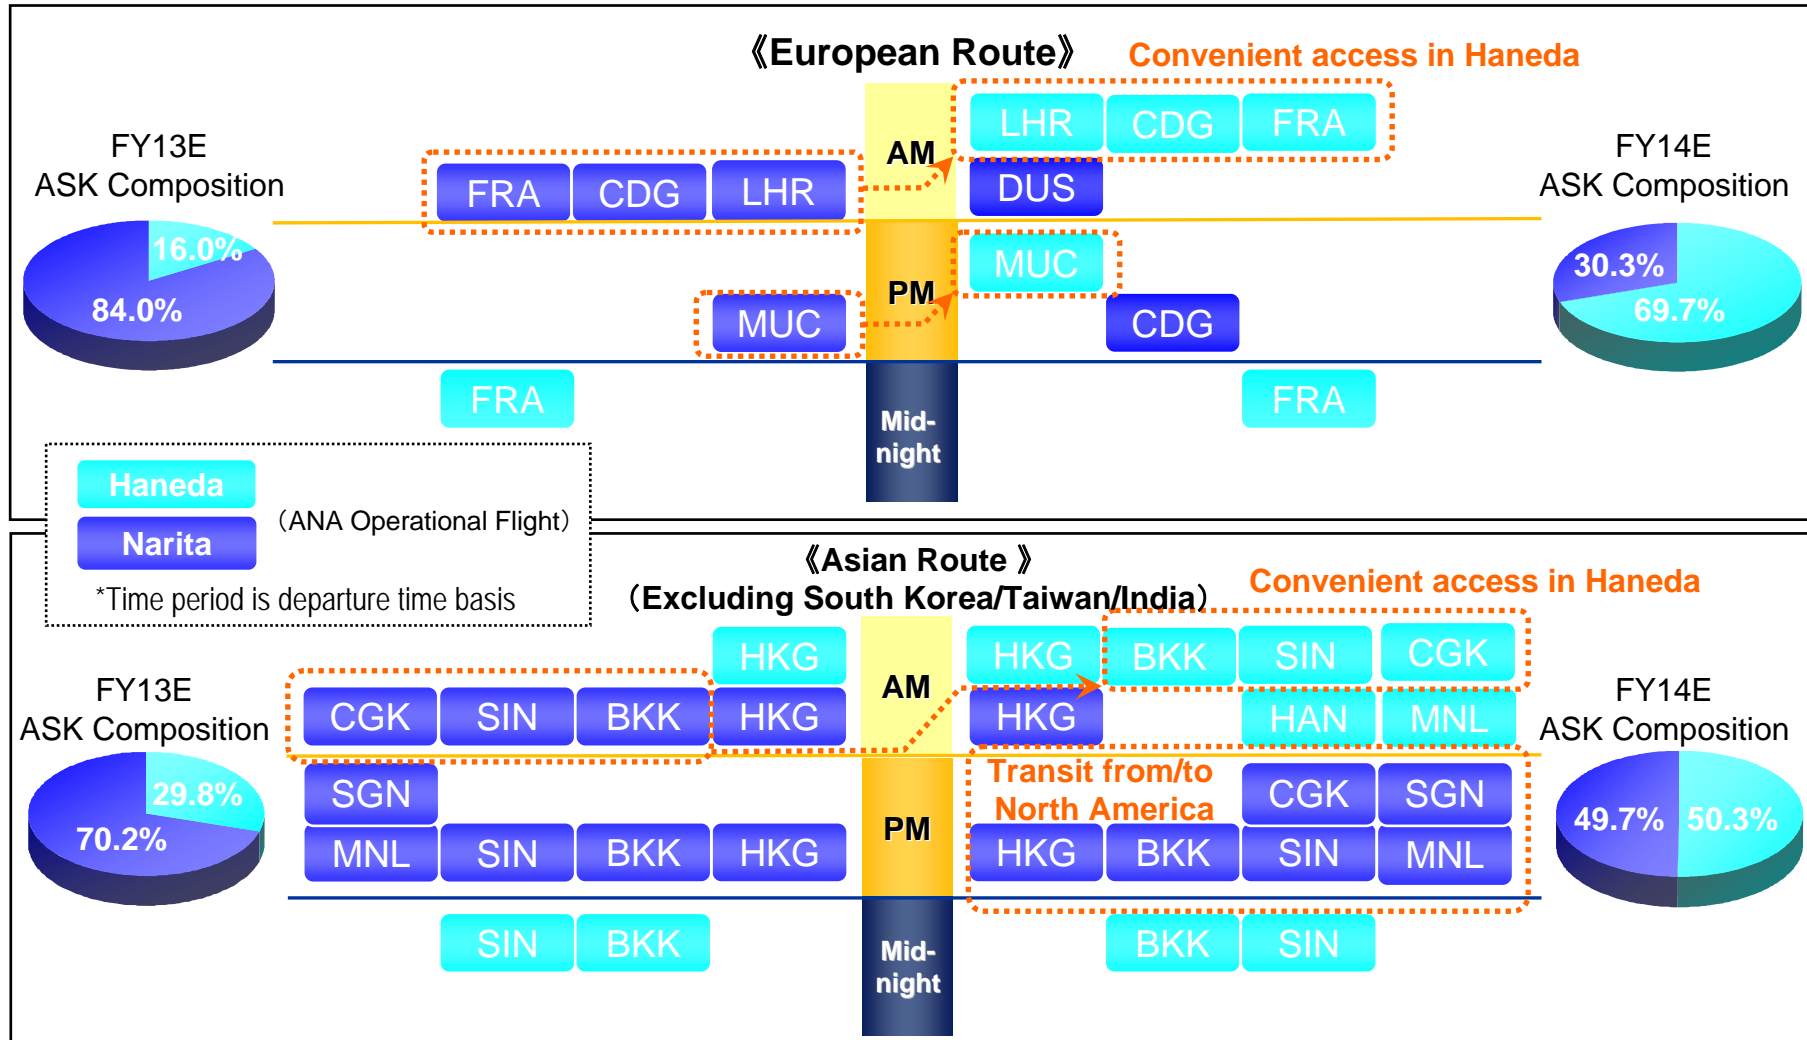 《European Route》
Convenient access in Haneda
FY13E
ASK Composition
16.0%
84.0%
FRA CDG LHR
MUC
FRA
AM
PM
Mid-
night
LHR CDG FRA
DUS
MUC
CDG
FRA
FY14E
ASK Composition
30.3%
69.7%
Haneda
Narita
（ANA Operational Flight）
*Time period is departure time basis
《Asian Route 》
（Excluding South Korea/Taiwan/India）
Convenient access in Haneda
FY13E
ASK Composition
29.8%
70.2%
HKG
CGK SIN BKK HKG
SGN
MNL SIN BKK HKG
SIN BKK
AM
PM
Mid-
night
HKG BKK SIN CGK
HKG HAN MNL
Transit from/to
North America
CGK SGN
HKG BKK SIN MNL
BKK SIN
FY14E
ASK Composition
49.7% 50.3%